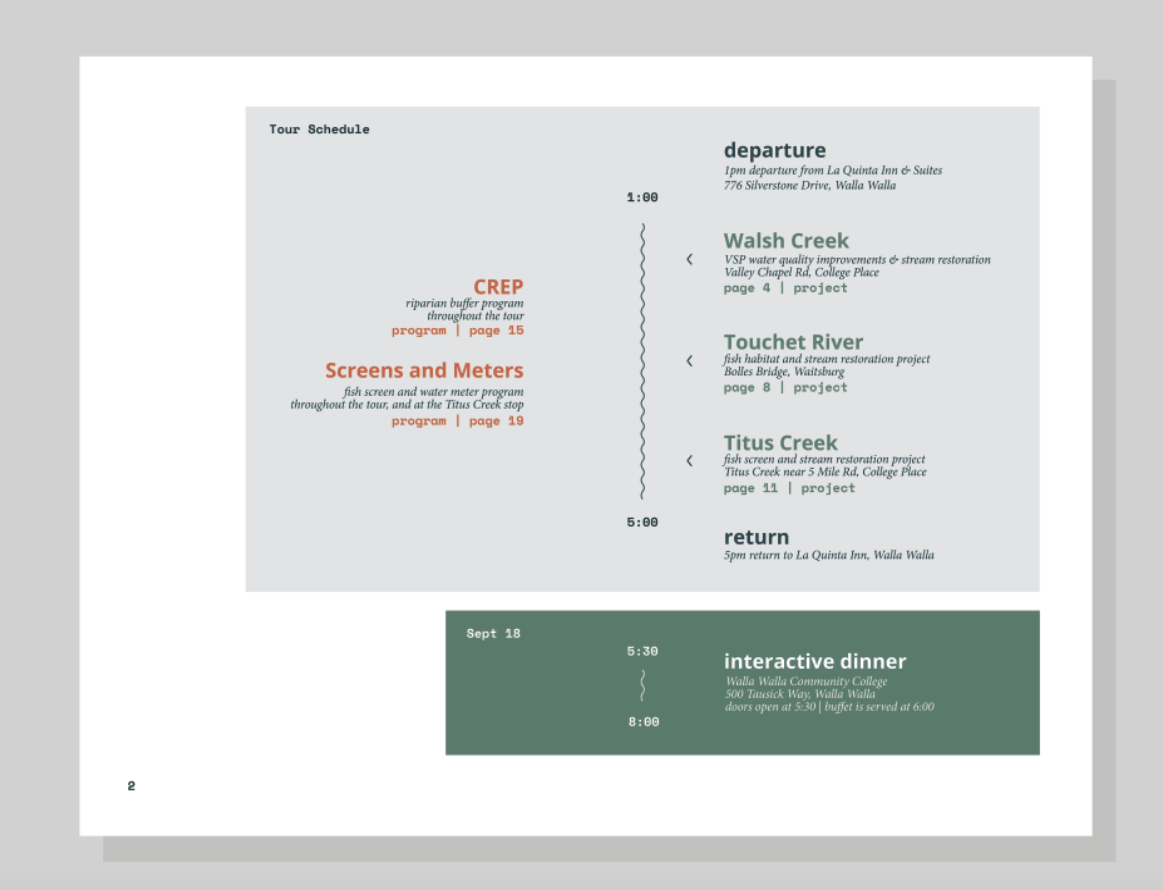 Tour Schedule
departure
1pm departure from La Quinta Inn & Suites
776 Silverstone Drive, Walla Walla
1:00
Walsh Creek
VSP water quality improvements & stream restoration
Valley Chapel Rd, College Place
page 4 | project
CREP
riparian buffer program
throughout the tour
program | page 15
Touchet River
fish habitat and stream restoration project
Bolles Bridge, Waitsburg
page 8 | project
Screens and Meters
fish screen and water meter program
throughout the tour, and at the Titus Creek stop
program | page 19
Titus Creek
fish screen and stream restoration project
Titus Creek near 5 Mile Rd, College Place
page 11 | project
5:00
return
5pm return to La Quinta Inn, Walla Walla
Sept 18
5:30
interactive dinner
Walla Walla Community College
500 Tausick Way, Walla Walla
doors open at 5:30 | buffet is served at 6:00
8:00
2